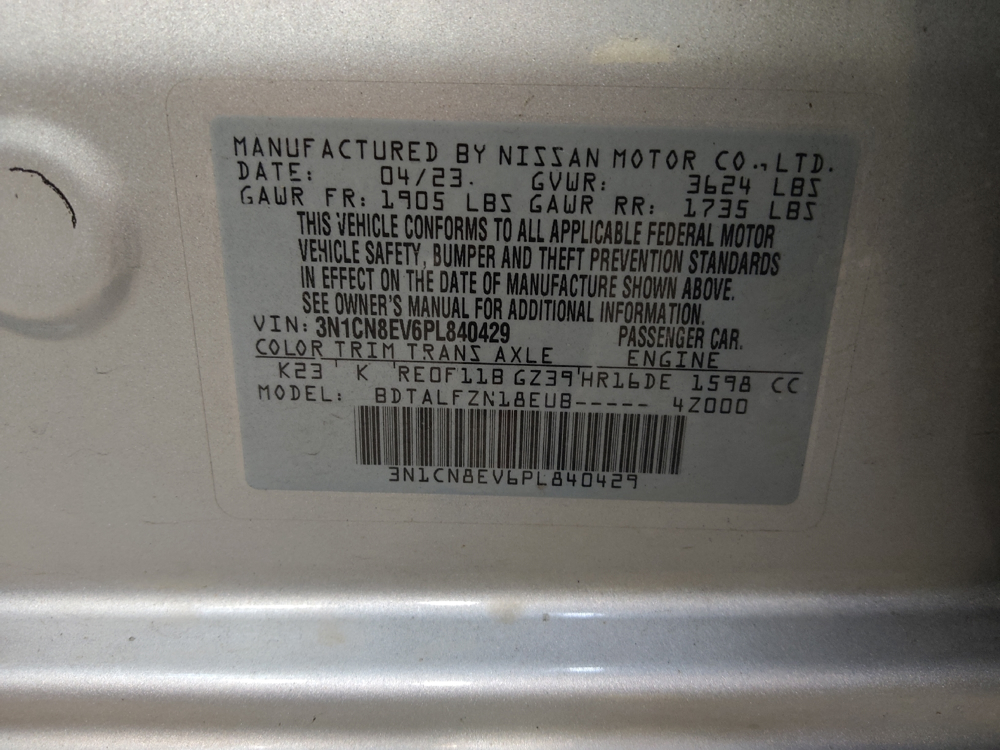 MANUFACTURED BY NISSAN MOTOR CO., LTD.
DATE: 04/23. GVWR: 3624 LBS
GAWR FR: 1905 LBS GAWR RR: 1735 LBS
THIS VEHICLE CONFORMS TO ALL APPLICABLE FEDERAL MOTOR
VEHICLE SAFETY, BUMPER AND THEFT PREVENTION STANDARDS
IN EFFECT ON THE DATE OF MANUFACTURE SHOWN ABOVE.
SEE OWNER'S MANUAL FOR ADDITIONAL INFORMATION.
VIN: 3N1CN8EV6PL840429 PASSENGER CAR.
COLOR TRIM TRANS AXLE ENGINE
K23 K RE0F11B GZ39 HR16DE 1598 CC
MODEL: BDTALFZN18EUB----- 4Z000
3N1CN8EV6PL840429